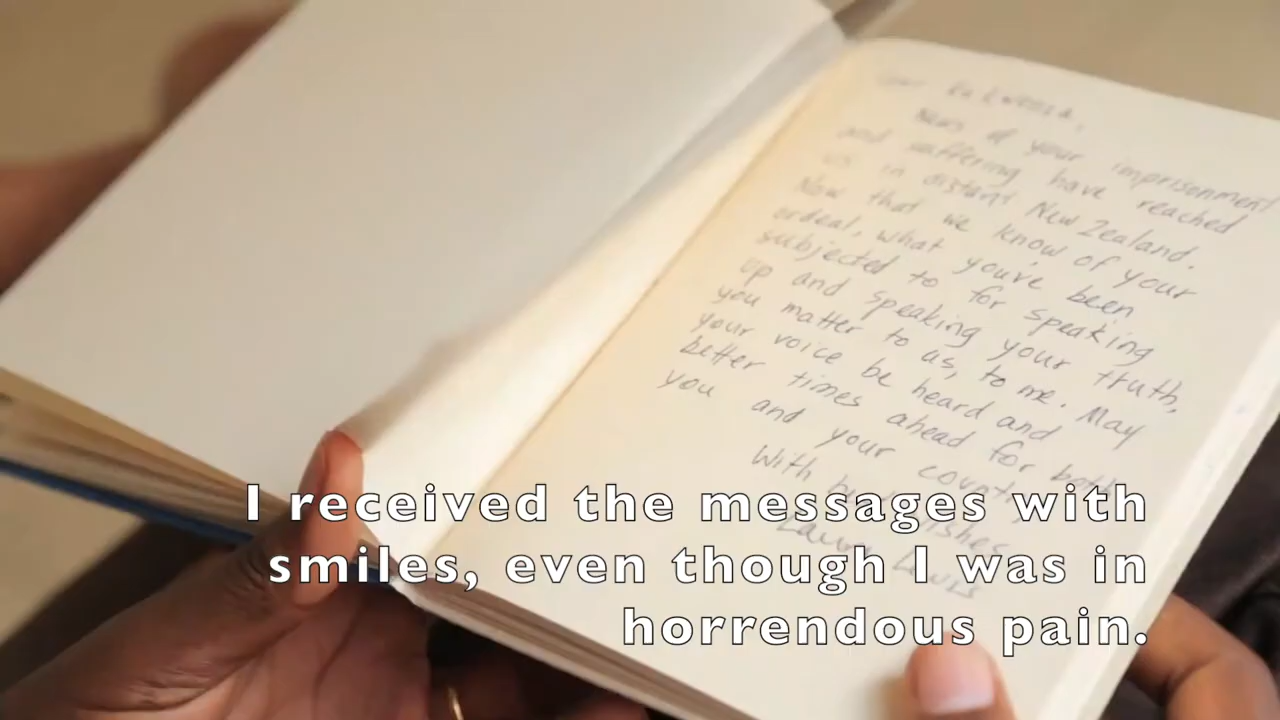 Dear Kakwenza,
News of your imprisonment
and suffering have reached
us in distant New Zealand.
Now that we know of your
ordeal, what you've been
subjected to for speaking
up and speaking your truth,
you matter to us, to me. May
your voice be heard and
better times ahead for both
you and your country,
With
I received the messages with
smiles, even though I was in
horrendous pain.